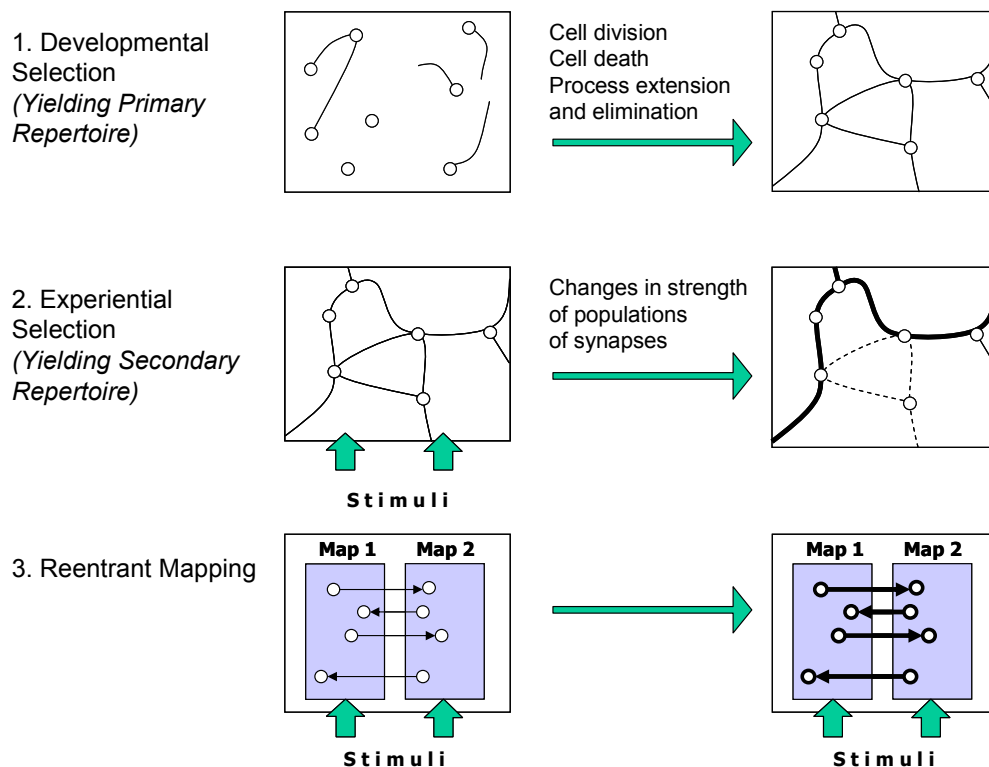 1. Developmental
Selection
(Yielding Primary
Repertoire)
Cell division
Cell death
Process extension
and elimination
2. Experiential
Selection
(Yielding Secondary
Repertoire)
Changes in strength
of populations
of synapses
Stimuli
3. Reentrant Mapping
Map 1 Map 2
Stimuli
Map 1 Map 2
Stimuli